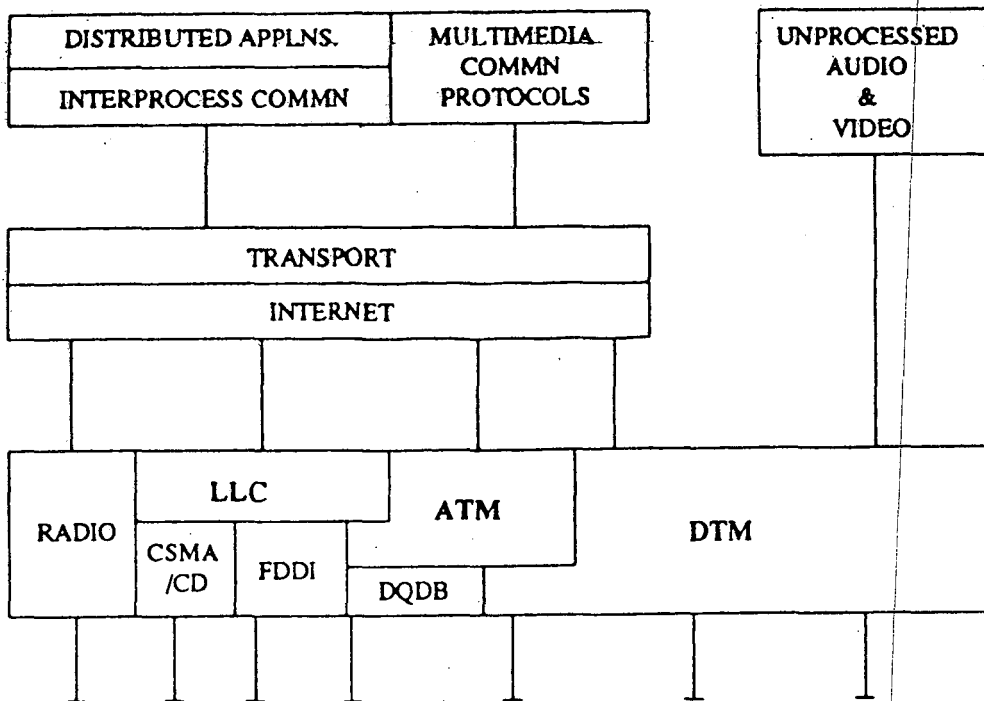 DISTRIBUTED APPLNS.
INTERPROCESS COMMN
MULTIMEDIA
COMMN
PROTOCOLS
UNPROCESSED
AUDIO
&
VIDEO
TRANSPORT
INTERNET
RADIO
LLC
CSMA
/CD
FDDI
ATM
DQDB
DTM